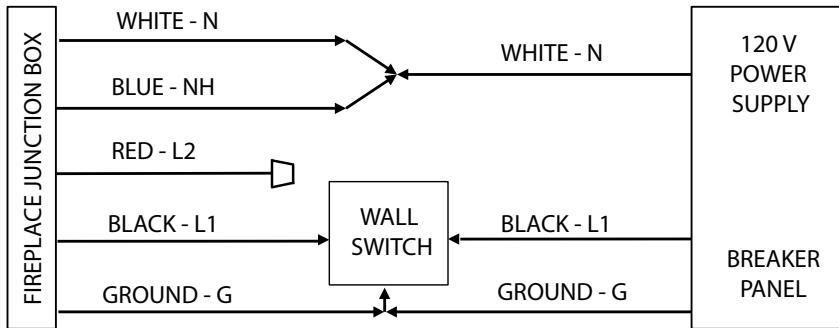 FIREPLACE JUNCTION BOX
WHITE - N
BLUE - NH
RED - L2
BLACK - L1
GROUND - G
WALL
SWITCH
WHITE - N
BLACK - L1
GROUND - G
120 V
POWER
SUPPLY
BREAKER
PANEL